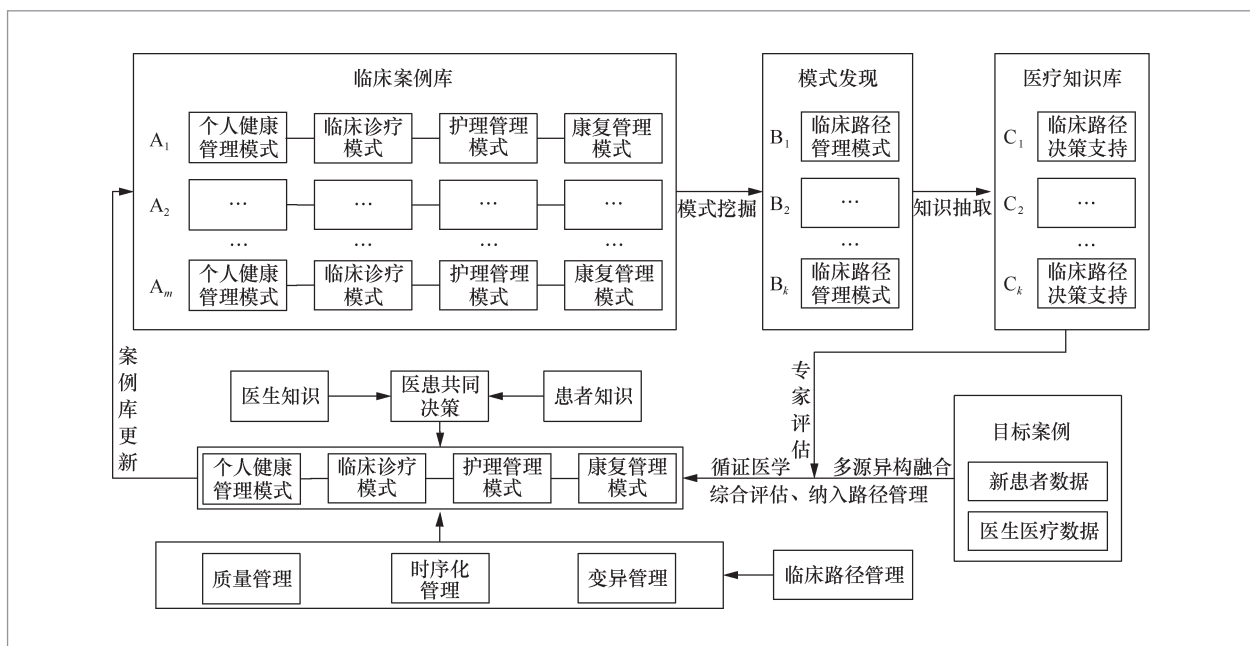 临床案例库
A1
个人健康
管理模式
临床诊疗
模式
护理管理
模式
康复管理
模式
A2
…
…
…
…
…
…
…
…
Am
个人健康
管理模式
临床诊疗
模式
护理管理
模式
康复管理
模式
模式挖掘
模式发现
B1
临床路径
管理模式
B2
…
…
Bk
临床路径
管理模式
知识抽取
医疗知识库
C1
临床路径
决策支持
C2
…
…
Ck
临床路径
决策支持
案例库更新
医生知识
医患共同
决策
患者知识
专家评估
个人健康
管理模式
临床诊疗
模式
护理管理
模式
康复管理
模式
循证医学
多源异构融合
综合评估、纳入路径管理
目标案例
新患者数据
医生医疗数据
质量管理
时序化
管理
变异管理
临床路径管理